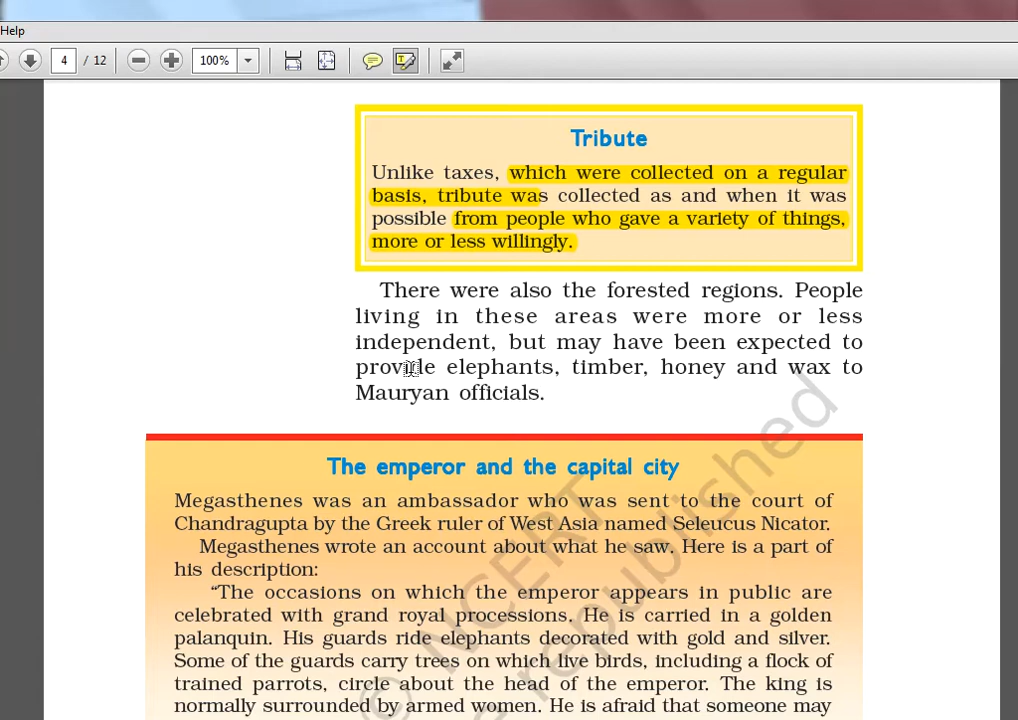 Help
4 / 12
100%
Tribute
Unlike taxes, which were collected on a regular
basis, tribute was collected as and when it was
possible from people who gave a variety of things,
more or less willingly.
There were also the forested regions. People
living in these areas were more or less
independent, but may have been expected to
provide elephants, timber, honey and wax to
Mauryan officials.
The emperor and the capital city
Megasthenes was an ambassador who was sent to the court of
Chandragupta by the Greek ruler of West Asia named Seleucus Nicator.
Megasthenes wrote an account about what he saw. Here is a part of
his description:
“The occasions on which the emperor appears in public are
celebrated with grand royal processions. He is carried in a golden
palanquin. His guards ride elephants decorated with gold and silver.
Some of the guards carry trees on which live birds, including a flock of
trained parrots, circle about the head of the emperor. The king is
normally surrounded by armed women. He is afraid that someone may
© NCERT
republished